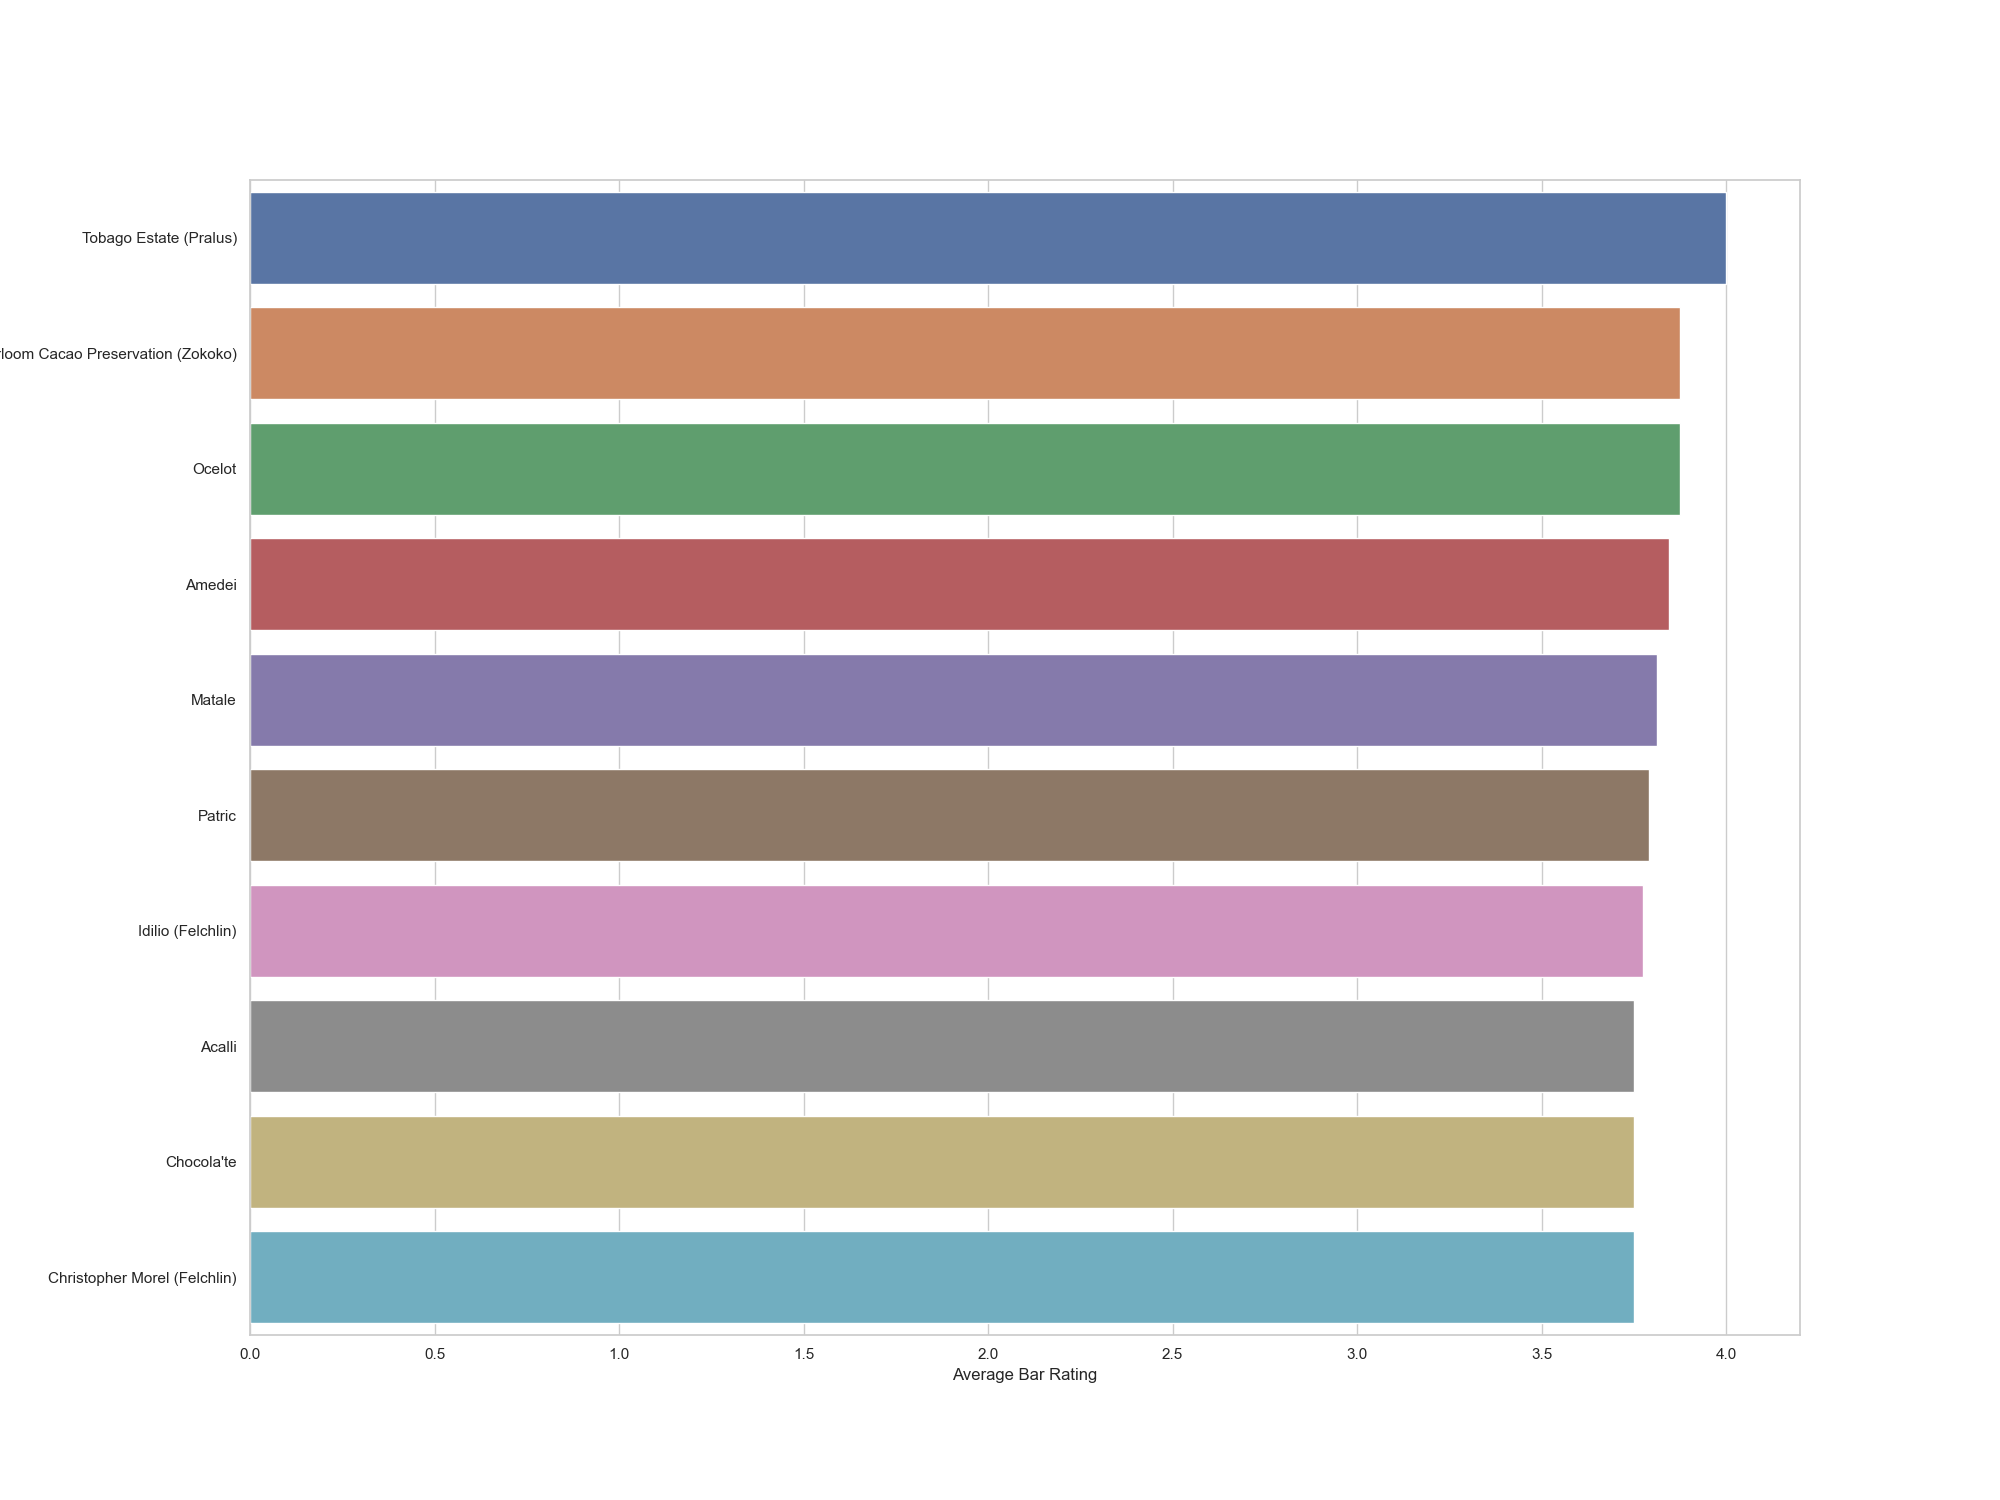 Tobago Estate (Pralus)
Cacao Preservation (Zokoko)
Ocelot
Amedei
Matale
Patric
Idilio (Felchlin)
Acalli
Chocola'te
Christopher Morel (Felchlin)
0.0 0.5 1.0 1.5 2.0 2.5 3.0 3.5 4.0
Average Bar Rating